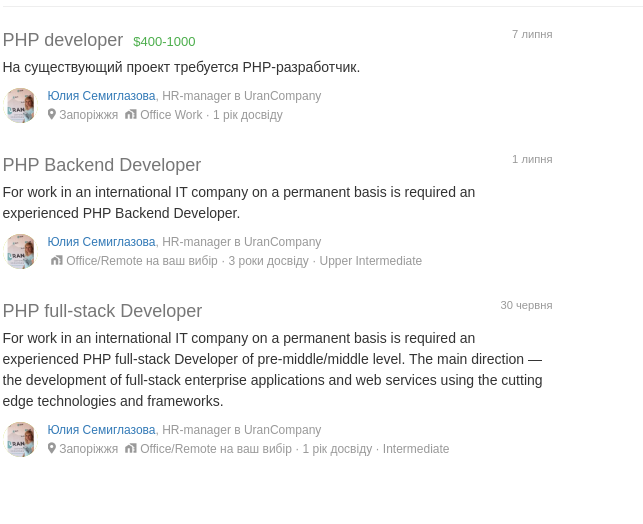 PHP developer $400-1000 7 липня
На существующий проект требуется PHP-разработчик.
Юлия Семиглазова, HR-manager в UranCompany
Запоріжжя Office Work · 1 рік досвіду
PHP Backend Developer 1 липня
For work in an international IT company on a permanent basis is required an
experienced PHP Backend Developer.
Юлия Семиглазова, HR-manager в UranCompany
Office/Remote на ваш вибір · 3 роки досвіду · Upper Intermediate
PHP full-stack Developer 30 червня
For work in an international IT company on a permanent basis is required an
experienced PHP full-stack Developer of pre-middle/middle level. The main direction —
the development of full-stack enterprise applications and web services using the cutting
edge technologies and frameworks.
Юлия Семиглазова, HR-manager в UranCompany
Запоріжжя Office/Remote на ваш вибір · 1 рік досвіду · Intermediate